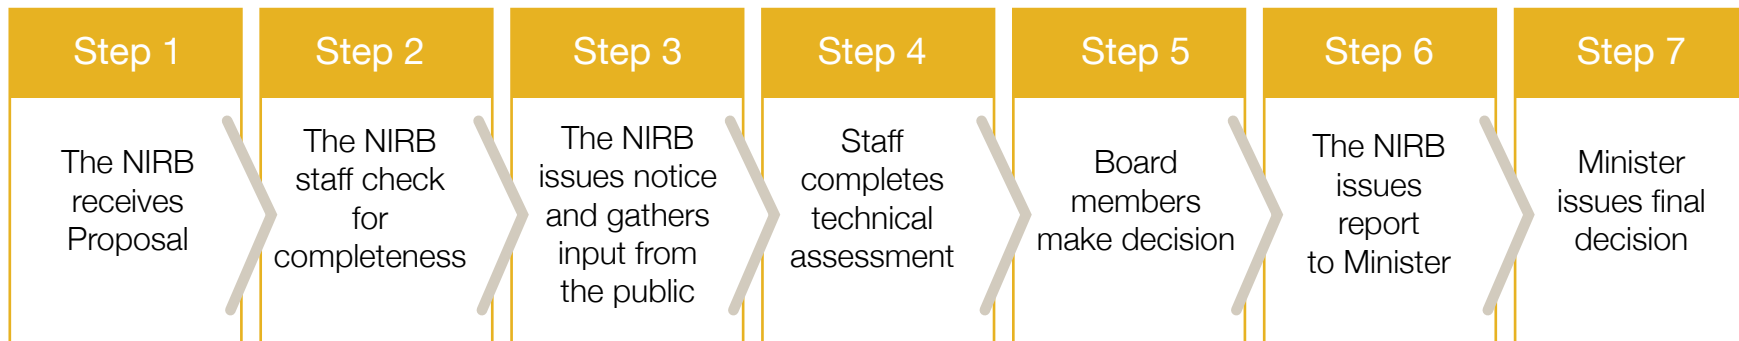 Step 1
The NIRB
receives
Proposal
Step 2
The NIRB
staff check
for
completeness
Step 3
The NIRB
issues notice
and gathers
input from
the public
Step 4
Staff
completes
technical
assessment
Step 5
Board
members
make decision
Step 6
The NIRB
issues
report
to Minister
Step 7
Minister
issues final
decision